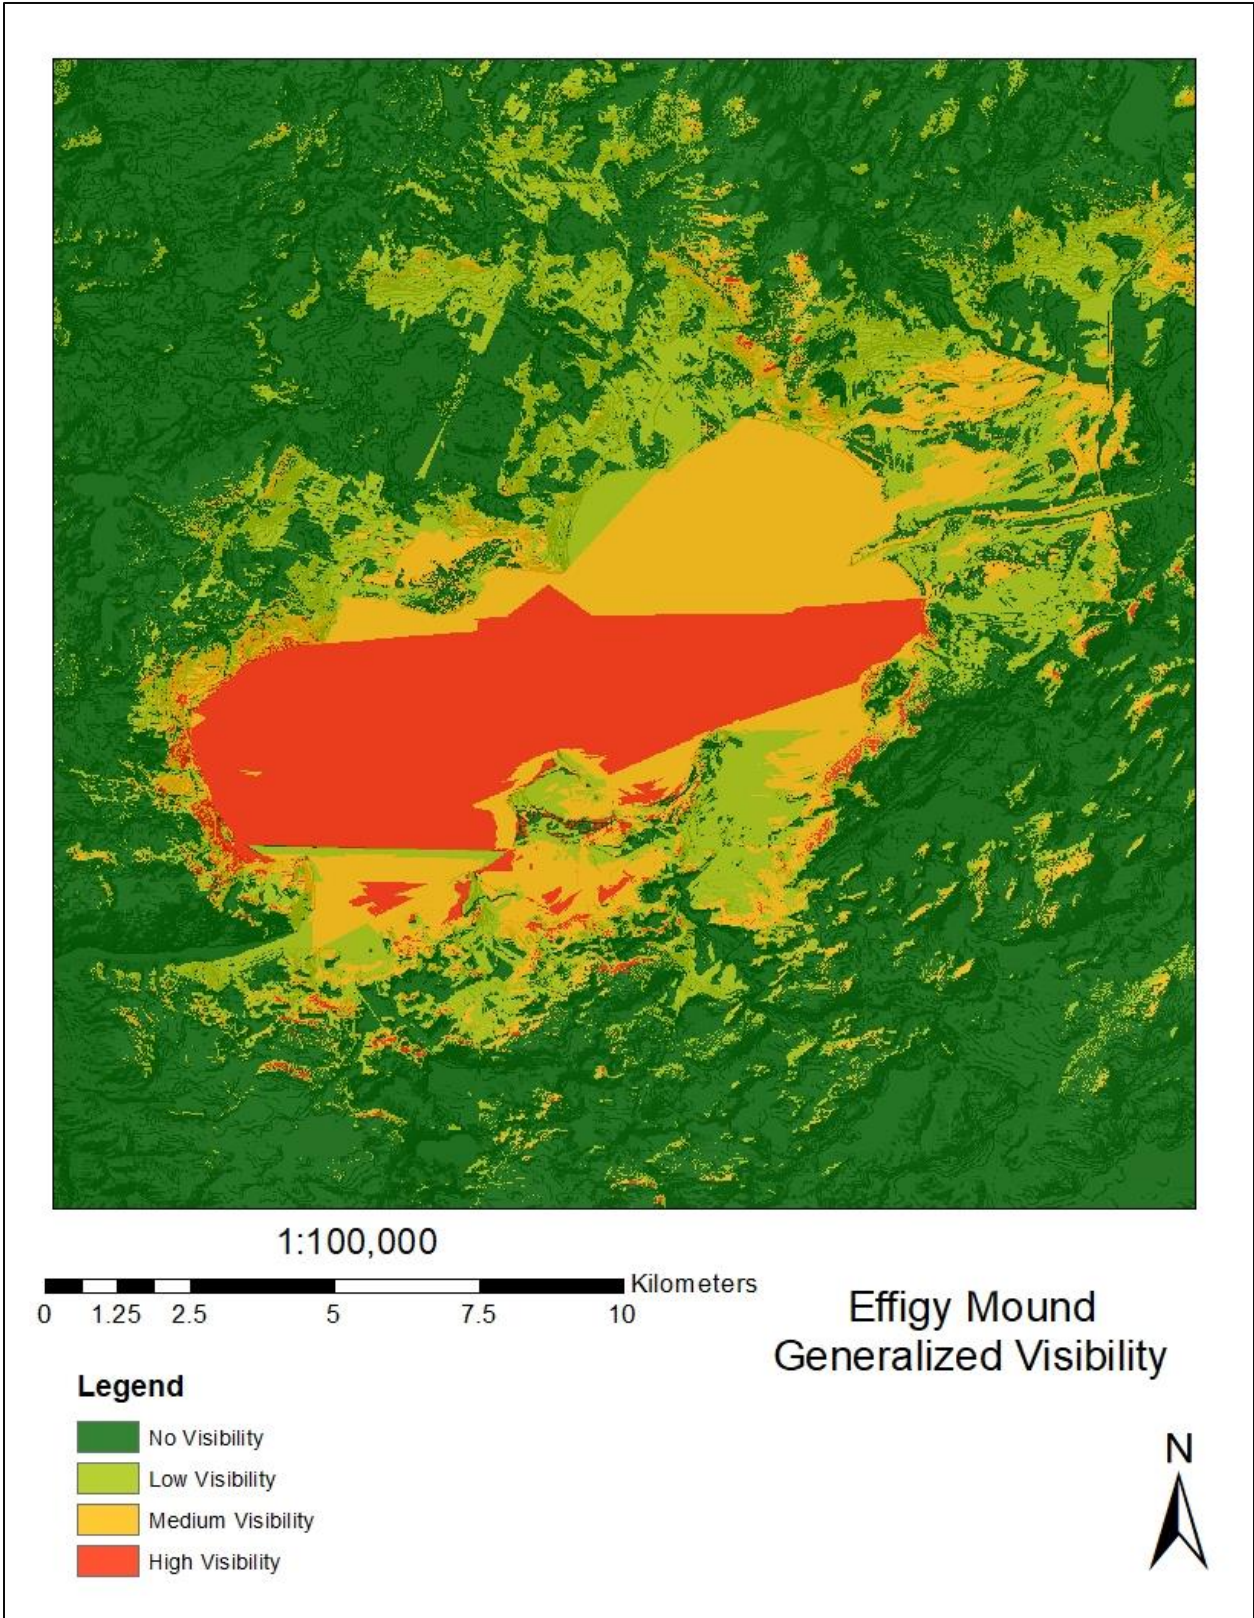 1:100,000
Kilometers
0 1.25 2.5 5 7.5 10
Effigy Mound
Generalized Visibility
Legend
No Visibility
Low Visibility
Medium Visibility
High Visibility
N